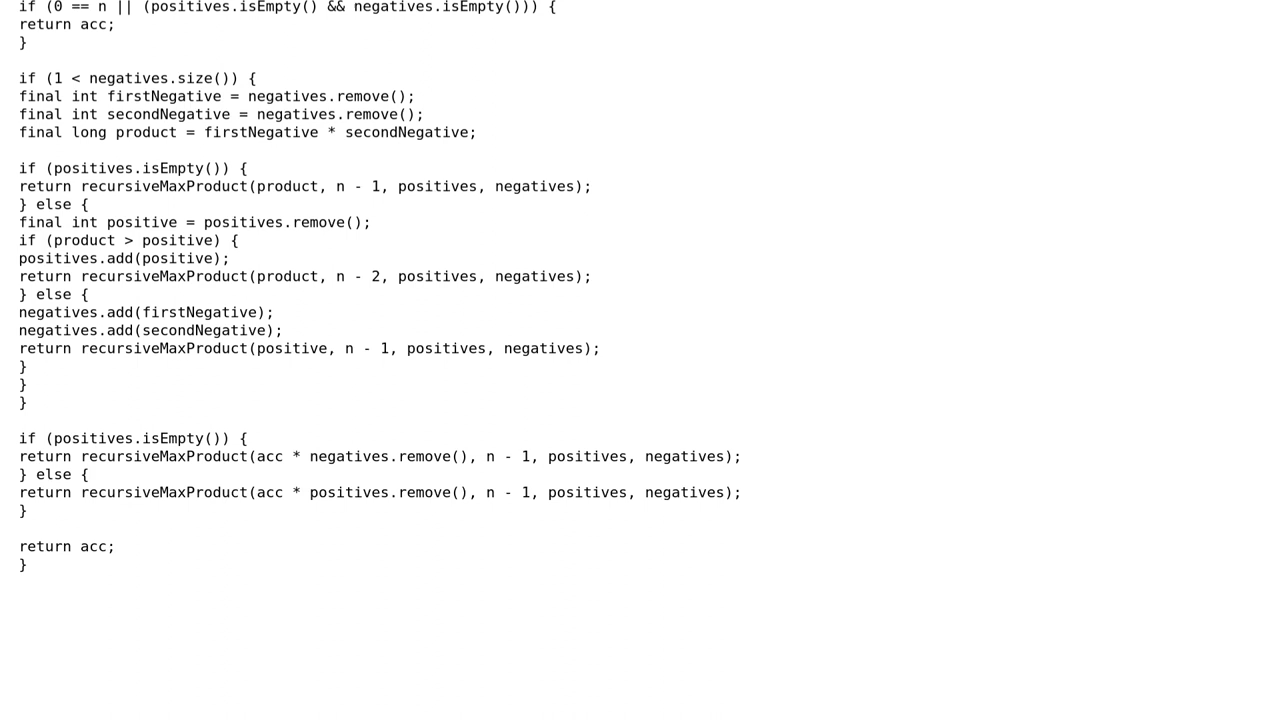 if (0 == n || (positives.isEmpty() && negatives.isEmpty())) {
return acc;
}
if (1 < negatives.size()) {
final int firstNegative = negatives.remove();
final int secondNegative = negatives.remove();
final long product = firstNegative * secondNegative;
if (positives.isEmpty()) {
return recursiveMaxProduct(product, n - 1, positives, negatives);
} else {
final int positive = positives.remove();
if (product > positive) {
positives.add(positive);
return recursiveMaxProduct(product, n - 2, positives, negatives);
} else {
negatives.add(firstNegative);
negatives.add(secondNegative);
return recursiveMaxProduct(positive, n - 1, positives, negatives);
}
}
}
if (positives.isEmpty()) {
return recursiveMaxProduct(acc * negatives.remove(), n - 1, positives, negatives);
} else {
return recursiveMaxProduct(acc * positives.remove(), n - 1, positives, negatives);
}
return acc;
}